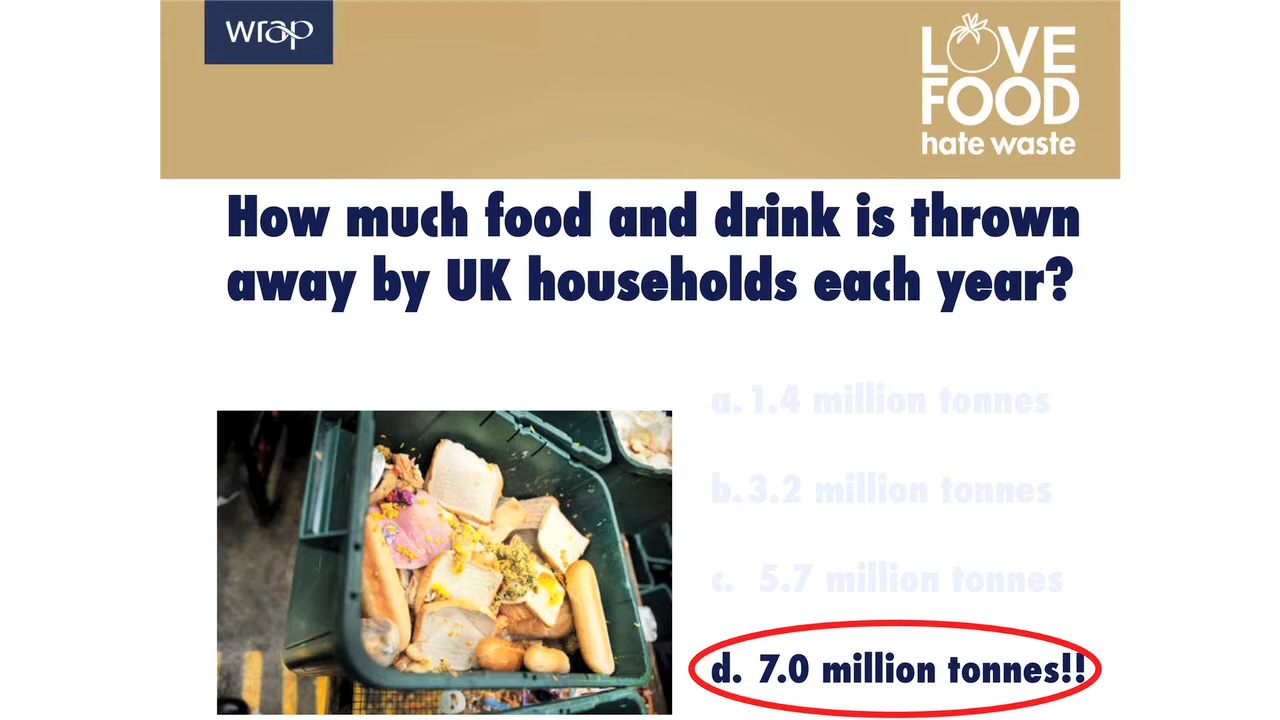 wrap
LOVE
FOOD
hate waste
How much food and drink is thrown
away by UK households each year?
a. 1.4 million tonnes
b. 3.2 million tonnes
c. 5.7 million tonnes
d. 7.0 million tonnes!!